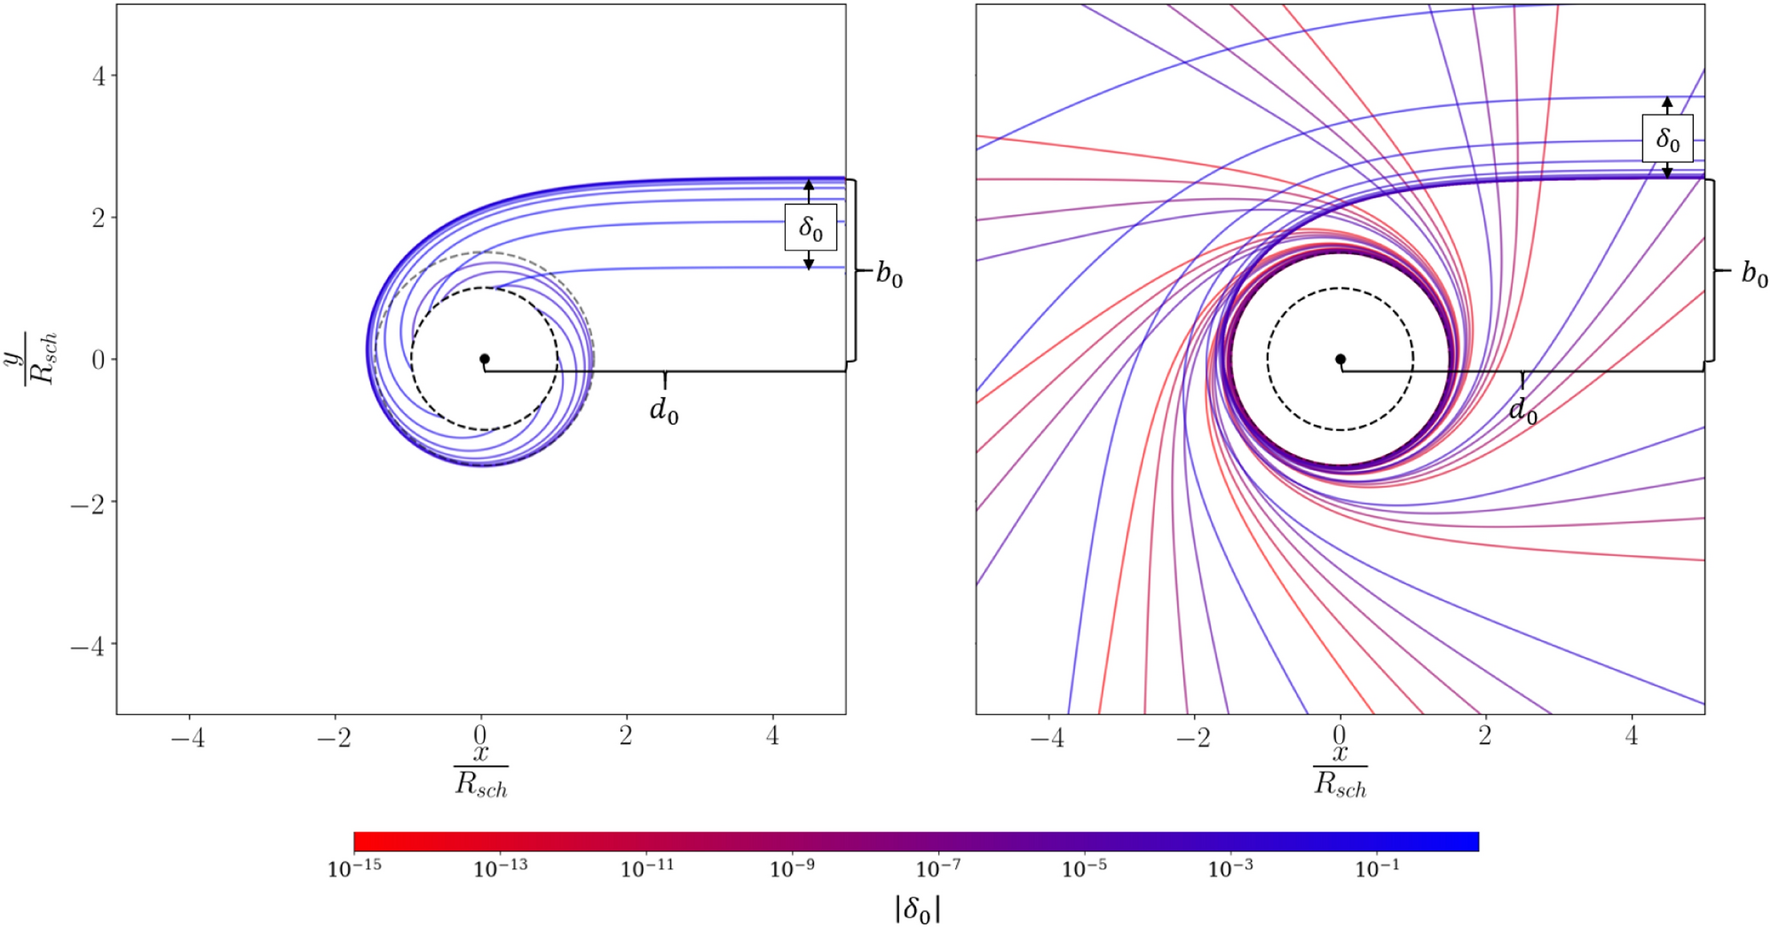 4
2
0
−2
−4
y
R_sch
δ₀
b₀
d₀
−4 −2 0 2 4
x
R_sch
δ₀
b₀
d₀
−4 −2 0 2 4
x
R_sch
10⁻¹⁵ 10⁻¹³ 10⁻¹¹ 10⁻⁹ 10⁻⁷ 10⁻⁵ 10⁻³ 10⁻¹
|δ₀|